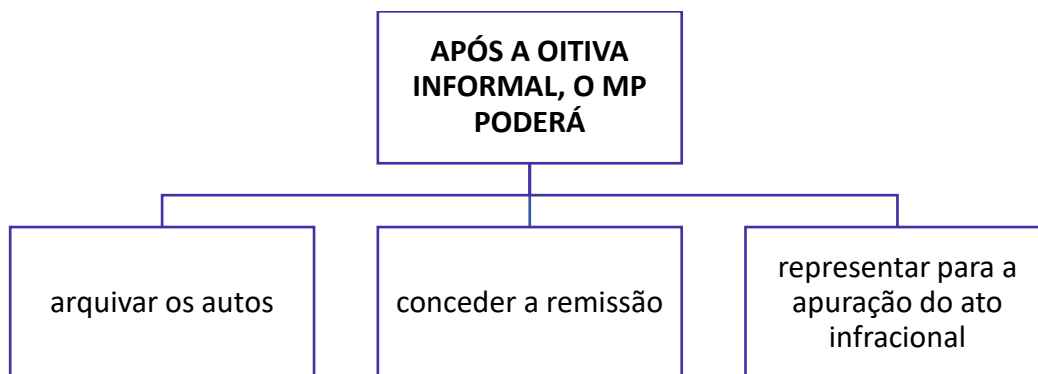 APÓS A OITIVA
INFORMAL, O MP
PODERÁ
arquivar os autos
conceder a remissão
representar para a
apuração do ato
infracional